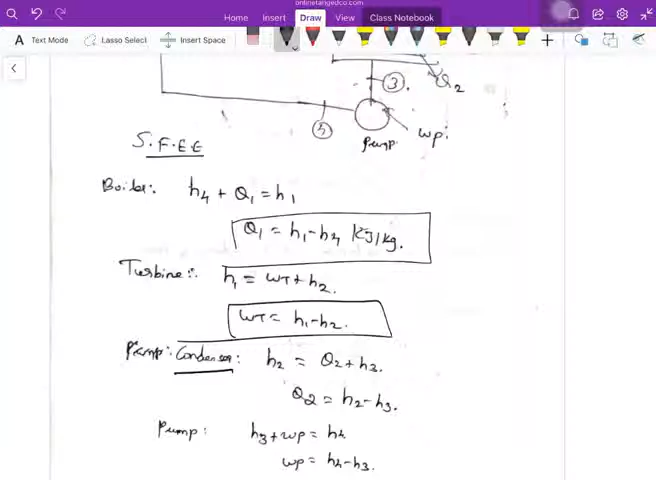 onlinetangedco.com
Home Insert Draw View Class Notebook
A Text Mode Lasso Select Insert Space
3
Q2
5
Pump
wp:
S.F.E.E
Boiler: h4 + Q1 = h1
Q1 = h1-h4 KJ/kg.
Turbine: h1 = WT + h2.
WT = h1-h2.
Pump: Condenser: h2 = Q2 + h3.
Q2 = h2-h3.
Pump: h3 + wp = h4
wp = h4-h3.